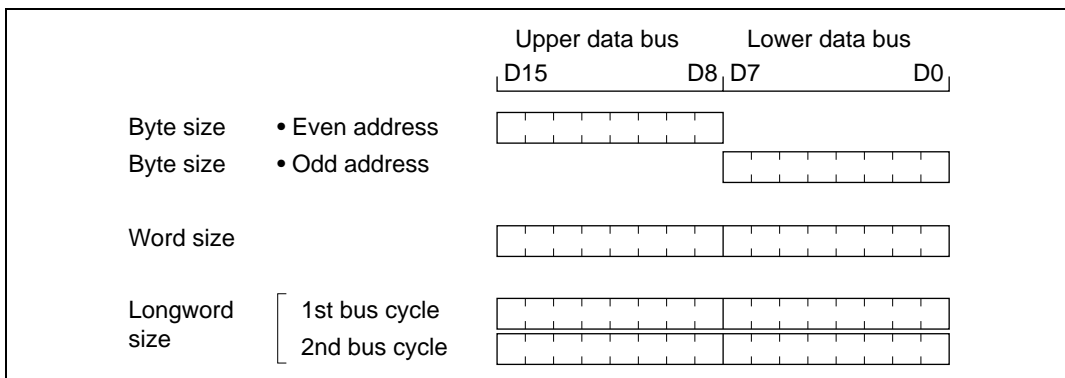 Upper data bus Lower data bus
D15 D8 D7 D0
Byte size • Even address
Byte size • Odd address
Word size
Longword size 1st bus cycle
2nd bus cycle